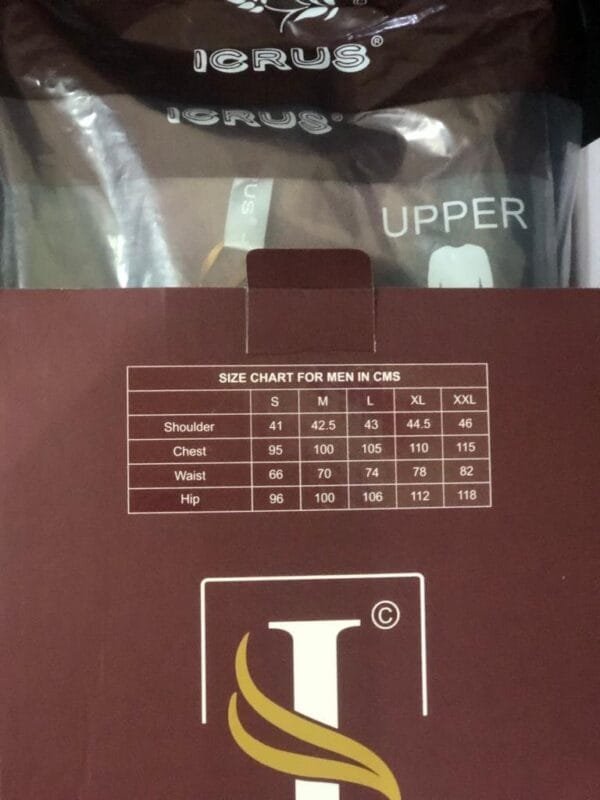 ICRUS®
ICRUS®
UPPER
SIZE CHART FOR MEN IN CMS
S M L XL XXL
Shoulder 41 42.5 43 44.5 46
Chest 95 100 105 110 115
Waist 66 70 74 78 82
Hip 96 100 106 112 118
©
I